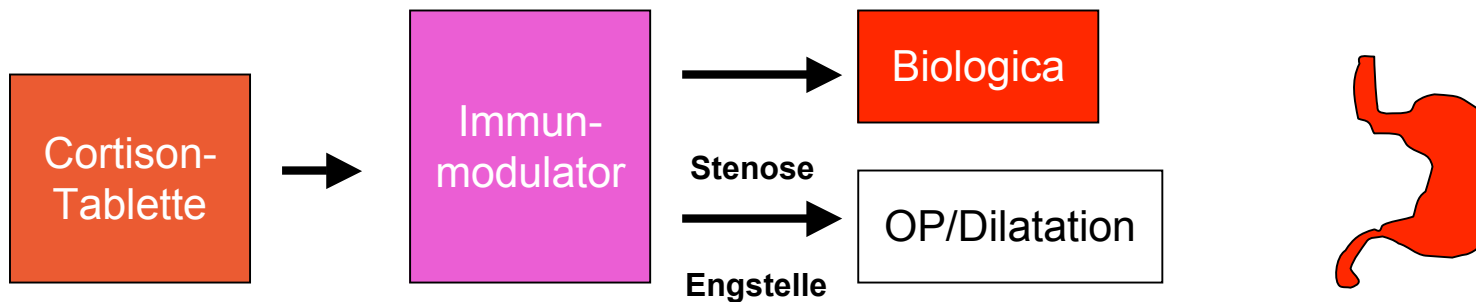 Cortison-
Tablette
Immun-
modulator
Biologica
Stenose
OP/Dilatation
Engstelle